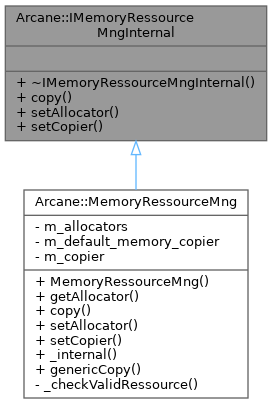 Arcane::IMemoryRessource
MngInternal
+ ~IMemoryRessourceMngInternal()
+ copy()
+ setAllocator()
+ setCopier()
Arcane::MemoryRessourceMng
- m_allocators
- m_default_memory_copier
- m_copier
+ MemoryRessourceMng()
+ getAllocator()
+ copy()
+ setAllocator()
+ setCopier()
+ _internal()
+ genericCopy()
- _checkValidRessource()